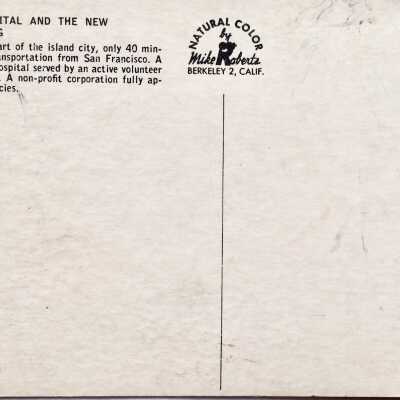 ITAL AND THE NEW
G
art of the island city, only 40 min-
nsportation from San Francisco. A
ospital served by an active volunteer
. A non-profit corporation fully ap-
cies.
NATURAL COLOR
by
Mike Roberts
BERKELEY 2, CALIF.